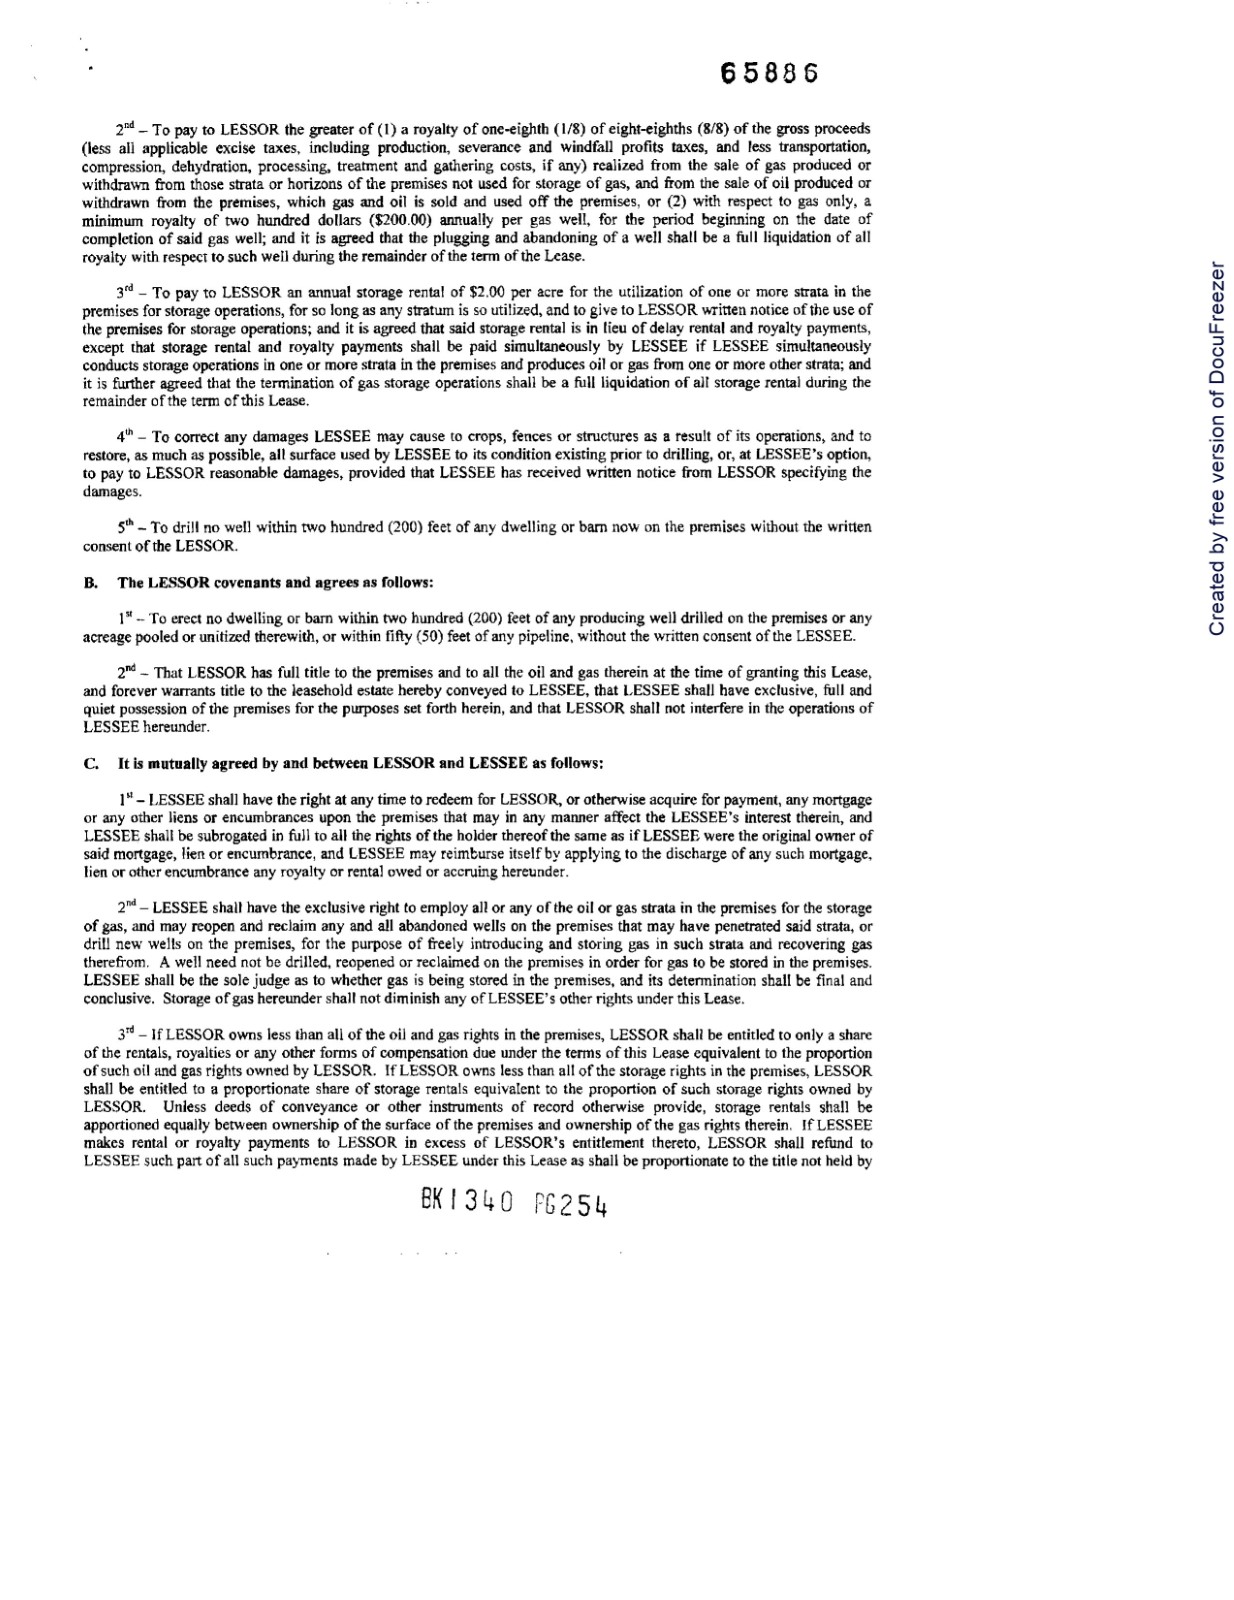 65886
2nd – To pay to LESSOR the greater of (1) a royalty of one-eighth (1/8) of eight-eighths (8/8) of the gross proceeds
(less all applicable excise taxes, including production, severance and windfall profits taxes, and less transportation,
compression, dehydration, processing, treatment and gathering costs, if any) realized from the sale of gas produced or
withdrawn from those strata or horizons of the premises not used for storage of gas, and from the sale of oil produced or
withdrawn from the premises, which gas and oil is sold and used off the premises, or (2) with respect to gas only, a
minimum royalty of two hundred dollars ($200.00) annually per gas well, for the period beginning on the date of
completion of said gas well; and it is agreed that the plugging and abandoning of a well shall be a full liquidation of all
royalty with respect to such well during the remainder of the term of the Lease.
3rd – To pay to LESSOR an annual storage rental of $2.00 per acre for the utilization of one or more strata in the
premises for storage operations, for so long as any stratum is so utilized, and to give to LESSOR written notice of the use of
the premises for storage operations; and it is agreed that said storage rental is in lieu of delay rental and royalty payments,
except that storage rental and royalty payments shall be paid simultaneously by LESSEE if LESSEE simultaneously
conducts storage operations in one or more strata in the premises and produces oil or gas from one or more other strata; and
it is further agreed that the termination of gas storage operations shall be a full liquidation of all storage rental during the
remainder of the term of this Lease.
4th – To correct any damages LESSEE may cause to crops, fences or structures as a result of its operations, and to
restore, as much as possible, all surface used by LESSEE to its condition existing prior to drilling, or, at LESSEE's option,
to pay to LESSOR reasonable damages, provided that LESSEE has received written notice from LESSOR specifying the
damages.
5th – To drill no well within two hundred (200) feet of any dwelling or barn now on the premises without the written
consent of the LESSOR.
B. The LESSOR covenants and agrees as follows:
1st – To erect no dwelling or barn within two hundred (200) feet of any producing well drilled on the premises or any
acreage pooled or unitized therewith, or within fifty (50) feet of any pipeline, without the written consent of the LESSEE.
2nd – That LESSOR has full title to the premises and to all the oil and gas therein at the time of granting this Lease,
and forever warrants title to the leasehold estate hereby conveyed to LESSEE, that LESSEE shall have exclusive, full and
quiet possession of the premises for the purposes set forth herein, and that LESSOR shall not interfere in the operations of
LESSEE hereunder.
C. It is mutually agreed by and between LESSOR and LESSEE as follows:
1st – LESSEE shall have the right at any time to redeem for LESSOR, or otherwise acquire for payment, any mortgage
or any other liens or encumbrances upon the premises that may in any manner affect the LESSEE's interest therein, and
LESSEE shall be subrogated in full to all the rights of the holder thereof the same as if LESSEE were the original owner of
said mortgage, lien or encumbrance, and LESSEE may reimburse itself by applying to the discharge of any such mortgage,
lien or other encumbrance any royalty or rental owed or accruing hereunder.
2nd – LESSEE shall have the exclusive right to employ all or any of the oil or gas strata in the premises for the storage
of gas, and may reopen and reclaim any and all abandoned wells on the premises that may have penetrated said strata, or
drill new wells on the premises, for the purpose of freely introducing and storing gas in such strata and recovering gas
therefrom. A well need not be drilled, reopened or reclaimed on the premises in order for gas to be stored in the premises.
LESSEE shall be the sole judge as to whether gas is being stored in the premises, and its determination shall be final and
conclusive. Storage of gas hereunder shall not diminish any of LESSEE's other rights under this Lease.
3rd – If LESSOR owns less than all of the oil and gas rights in the premises, LESSOR shall be entitled to only a share
of the rentals, royalties or any other forms of compensation due under the terms of this Lease equivalent to the proportion
of such oil and gas rights owned by LESSOR. If LESSOR owns less than all of the storage rights in the premises, LESSOR
shall be entitled to a proportionate share of storage rentals equivalent to the proportion of such storage rights owned by
LESSOR. Unless deeds of conveyance or other instruments of record otherwise provide, storage rentals shall be
apportioned equally between ownership of the surface of the premises and ownership of the gas rights therein. If LESSEE
makes rental or royalty payments to LESSOR in excess of LESSOR's entitlement thereto, LESSOR shall refund to
LESSEE such part of all such payments made by LESSEE under this Lease as shall be proportionate to the title not held by
BK1340 PG254
Created by free version of DocuFreezer